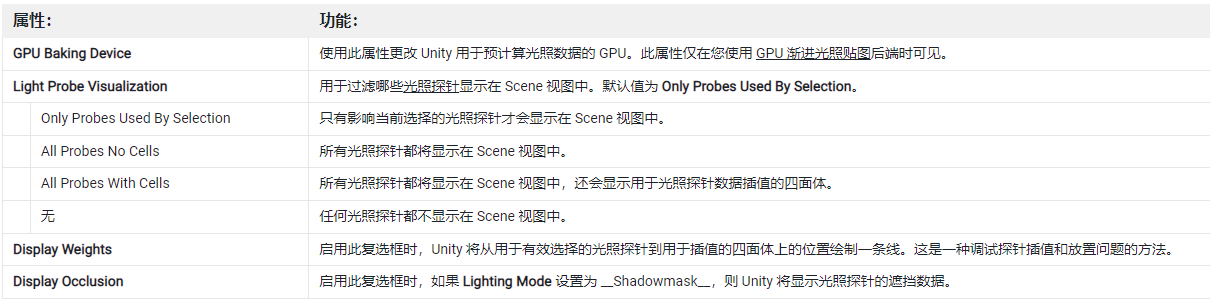 属性： 功能：
GPU Baking Device 使用此属性更改 Unity 用于预计算光照数据的 GPU。此属性仅在您使用 GPU 渐进光照贴图后端时可见。
Light Probe Visualization 用于过滤哪些光照探针显示在 Scene 视图中。默认值为 Only Probes Used By Selection。
Only Probes Used By Selection 只有影响当前选择的光照探针才会显示在 Scene 视图中。
All Probes No Cells 所有光照探针都将显示在 Scene 视图中。
All Probes With Cells 所有光照探针都将显示在 Scene 视图中，还会显示用于光照探针数据插值的四面体。
无 任何光照探针都不显示在 Scene 视图中。
Display Weights 启用此复选框时，Unity 将从用于有效选择的光照探针到用于插值的四面体上的位置绘制一条线。这是一种调试探针插值和放置问题的方法。
Display Occlusion 启用此复选框时，如果 Lighting Mode 设置为 __Shadowmask__，则 Unity 将显示光照探针的遮挡数据。